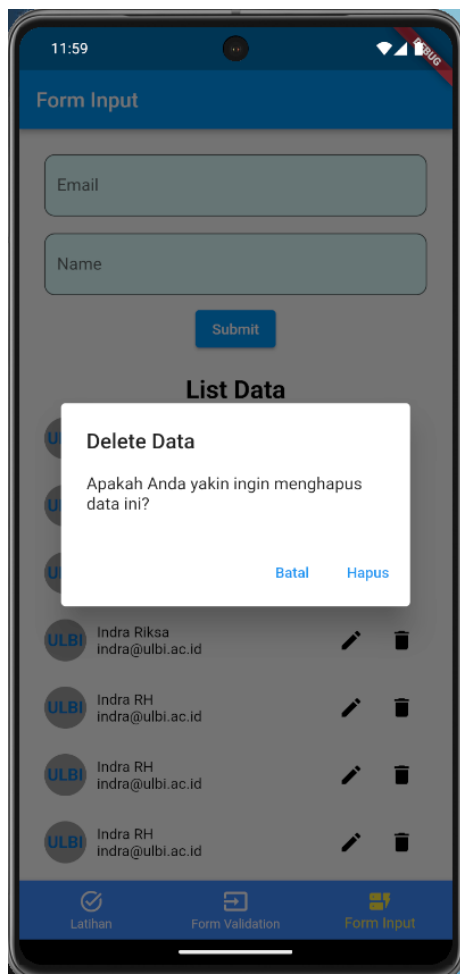 11:59
DEBUG
Form Input
Email
Name
Submit
List Data
Delete Data
Apakah Anda yakin ingin menghapus
data ini?
Batal
Hapus
ULBI
Indra Riksa
indra@ulbi.ac.id
ULBI
Indra RH
indra@ulbi.ac.id
ULBI
Indra RH
indra@ulbi.ac.id
ULBI
Indra RH
indra@ulbi.ac.id
Latihan
Form Validation
Form Input